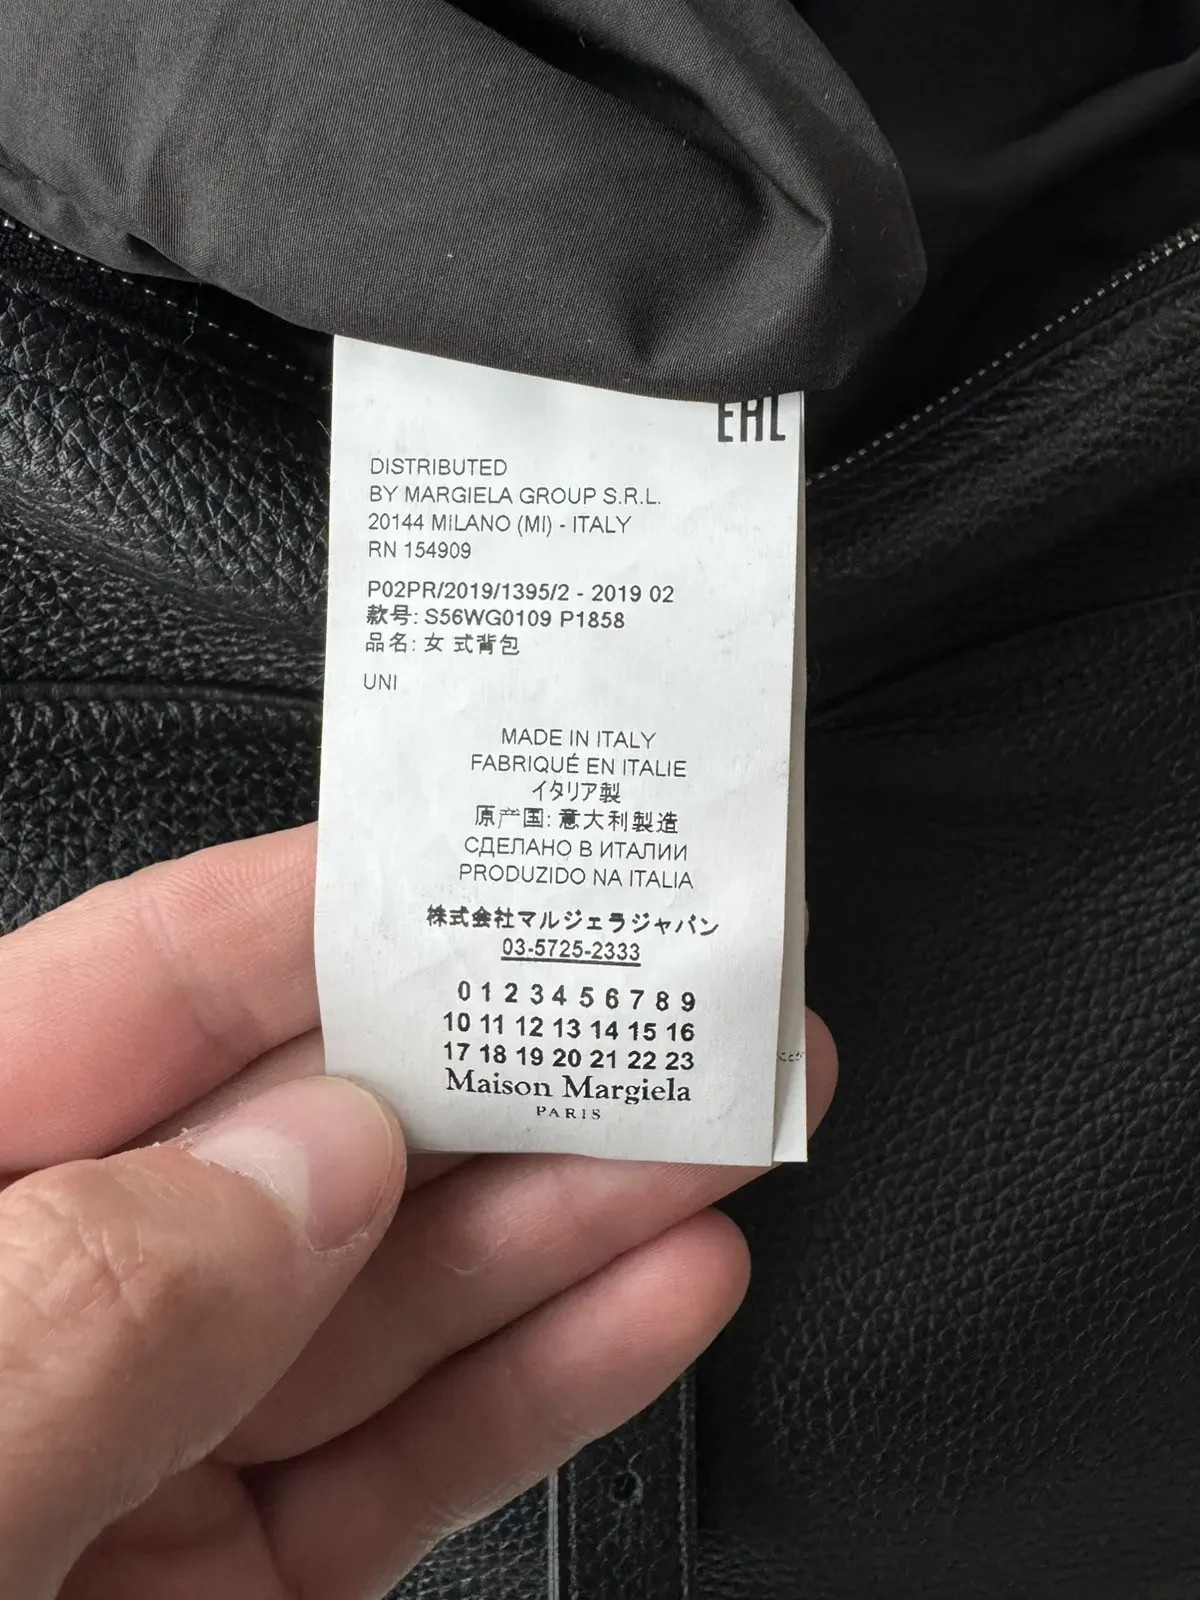 EAC
DISTRIBUTED
BY MARGIELA GROUP S.R.L.
20144 MILANO (MI) - ITALY
RN 154909
P02PR/2019/1395/2 - 2019 02
款号: S56WG0109 P1858
品名: 女 式背包
UNI
MADE IN ITALY
FABRIQUÉ EN ITALIE
イタリア製
原产国: 意大利製造
СДЕЛАНО В ИТАЛИИ
PRODUZIDO NA ITALIA
株式会社マルジェラジャパン
03-5725-2333
0 1 2 3 4 5 6 7 8 9
10 11 12 13 14 15 16
17 18 19 20 21 22 23
Maison Margiela
PARIS